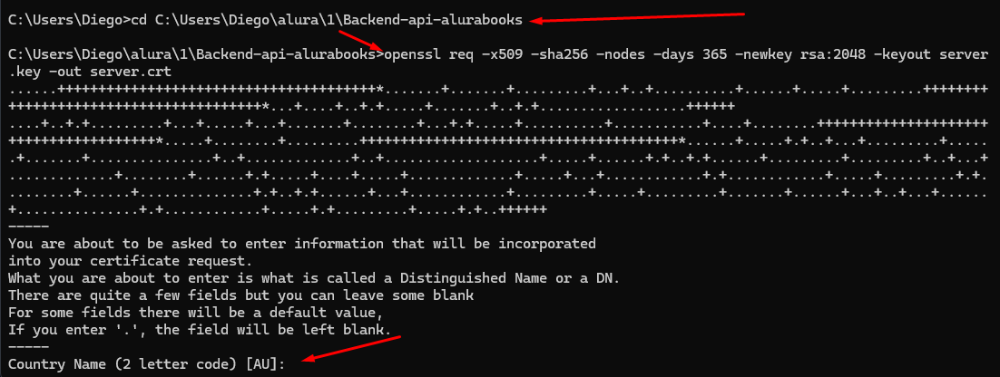 C:\Users\Diego>cd C:\Users\Diego\alura\1\Backend-api-alurabooks
C:\Users\Diego\alura\1\Backend-api-alurabooks>openssl req -x509 -sha256 -nodes -days 365 -newkey rsa:2048 -keyout server
.key -out server.crt
......+++++++++++++++++++++++++++++++++++++++*.......+.......+.........+...+..+..........+......+.....+.........++++++++
+++++++++++++++++++++++++++++++*...+....+..+.+.....+.......+..+.+..................++++++
....+..+.+.........+...+.....+...+.......+........+...+.+.....+..........+............+....+........+++++++++++++++++++++
++++++++++++++++++*.....+........+.........+++++++++++++++++++++++++++++++++++++++*......+.....+.+..+...+.........+.....
.+.......+...............+..+..............+..+...................+.....+......+.+..+.+.......+.........+.........+..+...+
.............+........+......+.+.....+....+.....+.............+.....+...+............+.+............+.....+.........+.+.
........+......+..............+.+..+.+......+...+............+.........+.....+.........+.......+......+...+..+...+......
+...............+.+............+.....+.+.........+.....+.+..++++++
-----
You are about to be asked to enter information that will be incorporated
into your certificate request.
What you are about to enter is what is called a Distinguished Name or a DN.
There are quite a few fields but you can leave some blank
For some fields there will be a default value,
If you enter '.', the field will be left blank.
-----
Country Name (2 letter code) [AU]: